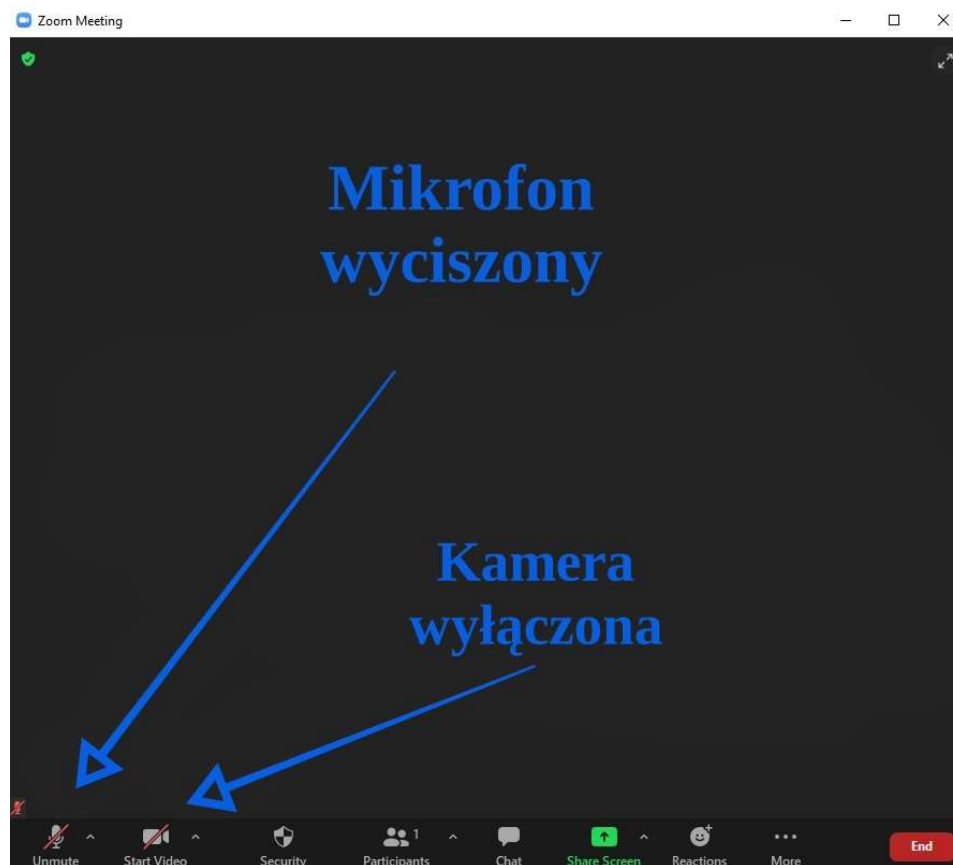 Zoom Meeting
Mikrofon
wyciszony
Kamera
wyłączona
1
Unmute
Start Video
Security
Participants
Chat
Share Screen
Reactions
More
End